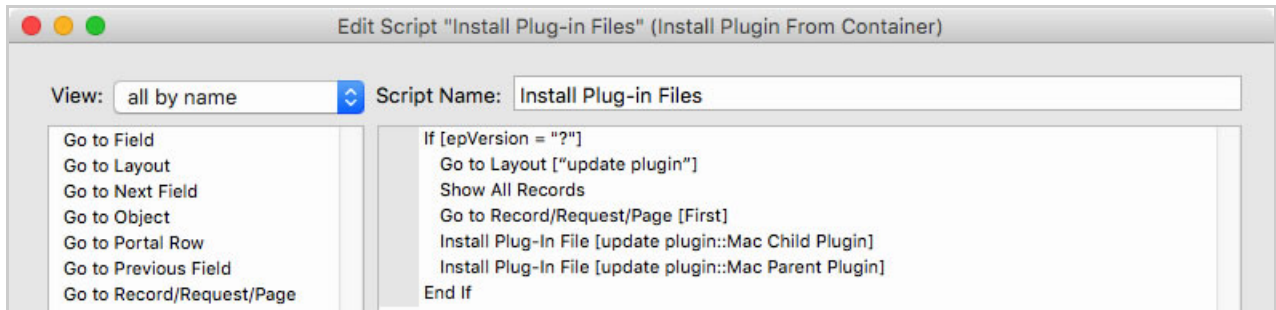 Edit Script "Install Plug-in Files" (Install Plugin From Container)
View: all by name Script Name: Install Plug-in Files
Go to Field
Go to Layout
Go to Next Field
Go to Object
Go to Portal Row
Go to Previous Field
Go to Record/Request/Page
If [epVersion = "?"]
Go to Layout [“update plugin”]
Show All Records
Go to Record/Request/Page [First]
Install Plug-In File [update plugin::Mac Child Plugin]
Install Plug-In File [update plugin::Mac Parent Plugin]
End If